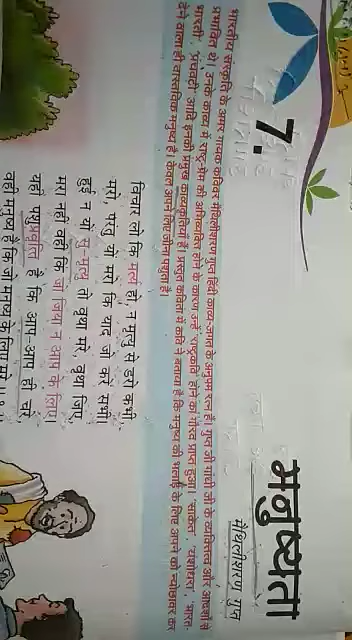 7.
मनुष्यता
मैथिलीशरण गुप्त
भारतीय संस्कृति के अमर गायक कविवर मैथिलीशरण गुप्त हिंदी काव्य-जगत के अनुपम रत्न हैं। गुप्त जी गांधी जी के व्यक्तित्व और आदर्शों से
प्रभावित थे। उनके काव्य में राष्ट्र प्रेम की अभिव्यक्ति होने के कारण उन्हें 'राष्ट्रकवि' होने का गौरव प्राप्त हुआ। 'साकेत', 'यशोधरा', 'भारत-
भारती', 'पंचवटी' आदि इनकी प्रमुख काव्यकृतियाँ हैं। प्रस्तुत कविता में कवि ने बताया है कि मनुष्य की भलाई के लिए अपने को न्योछावर कर
देने वाला ही वास्तविक मनुष्य है। केवल अपने लिए जीना पशुता है।
विचार लो कि मर्त्य हो, न मृत्यु से डरो कभी
मरो, परंतु यों मरो कि याद जो करें सभी।
हुई न यों सु-मृत्यु तो वृथा मरे, वृथा जिए,
मरा नहीं वही कि जो जिया न आप के लिए।
यही पशुप्रवृत्ति है कि आप-आप ही चरे,
वही मनुष्य है कि जो मनुष्य के लिए मरे।